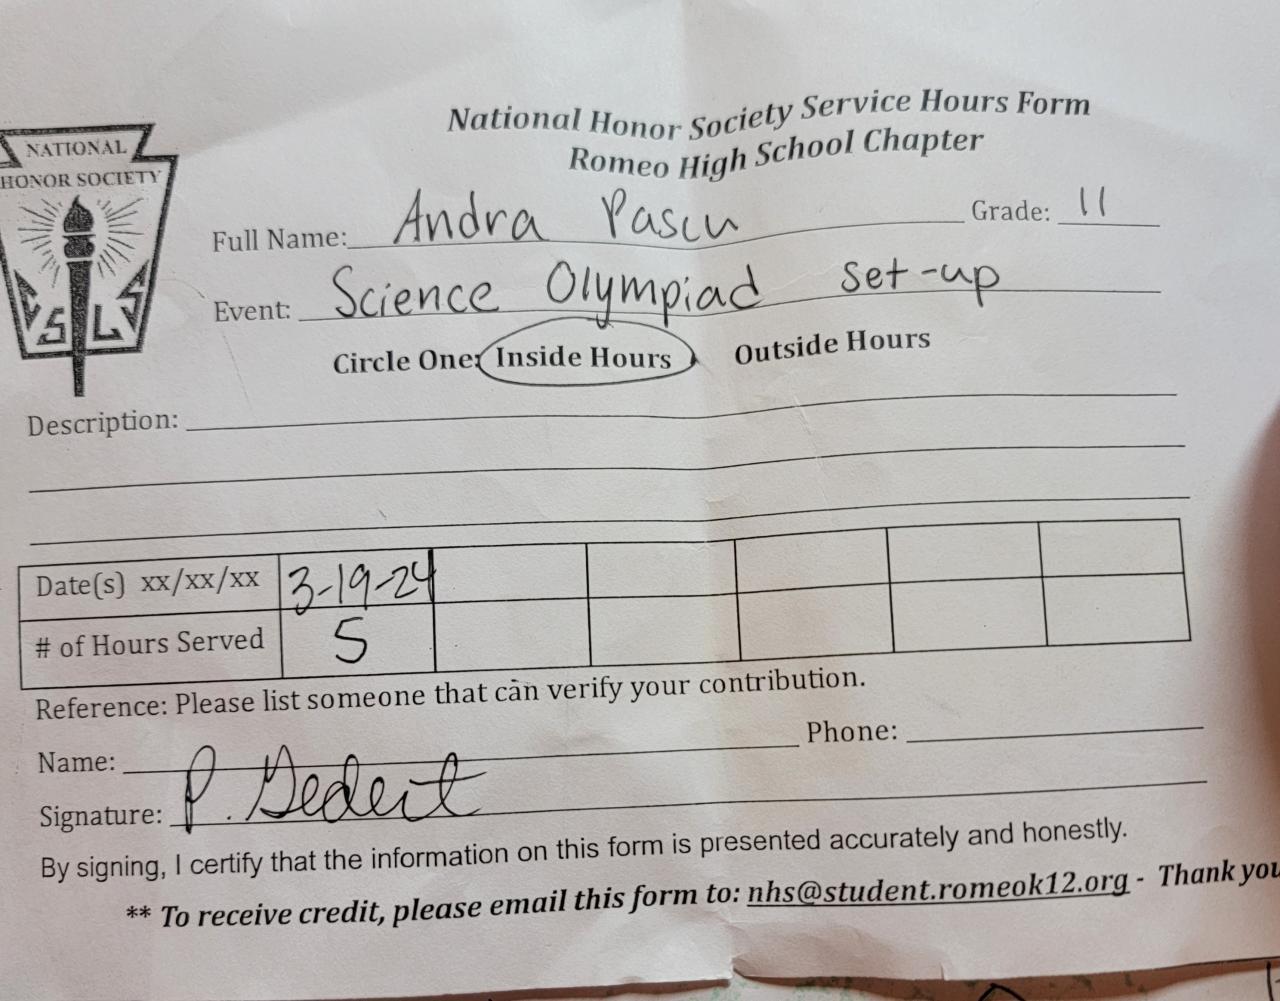 National Honor Society Service Hours Form
Romeo High School Chapter
NATIONAL
HONOR SOCIETY
S L S
Full Name: Andra Pascu Grade: 11
Event: Science Olympiad Set-up
Circle One: Inside Hours Outside Hours
Description:
Date(s) xx/xx/xx 3-19-24
# of Hours Served 5
Reference: Please list someone that can verify your contribution.
Name: Phone:
Signature: P. Gedeit
By signing, I certify that the information on this form is presented accurately and honestly.
** To receive credit, please email this form to: nhs@student.romeok12.org - Thank you